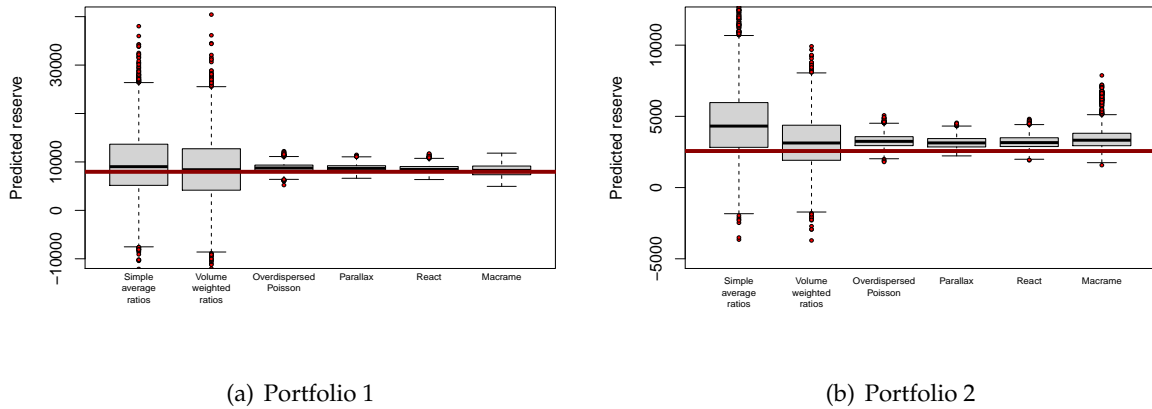 Predicted reserve
30000
10000
0
−10000
Simple
average
ratios
Volume
weighted
ratios
Overdispersed
Poisson
Parallax
React
Macrame
(a) Portfolio 1
Predicted reserve
10000
5000
0
−5000
Simple
average
ratios
Volume
weighted
ratios
Overdispersed
Poisson
Parallax
React
Macrame
(b) Portfolio 2